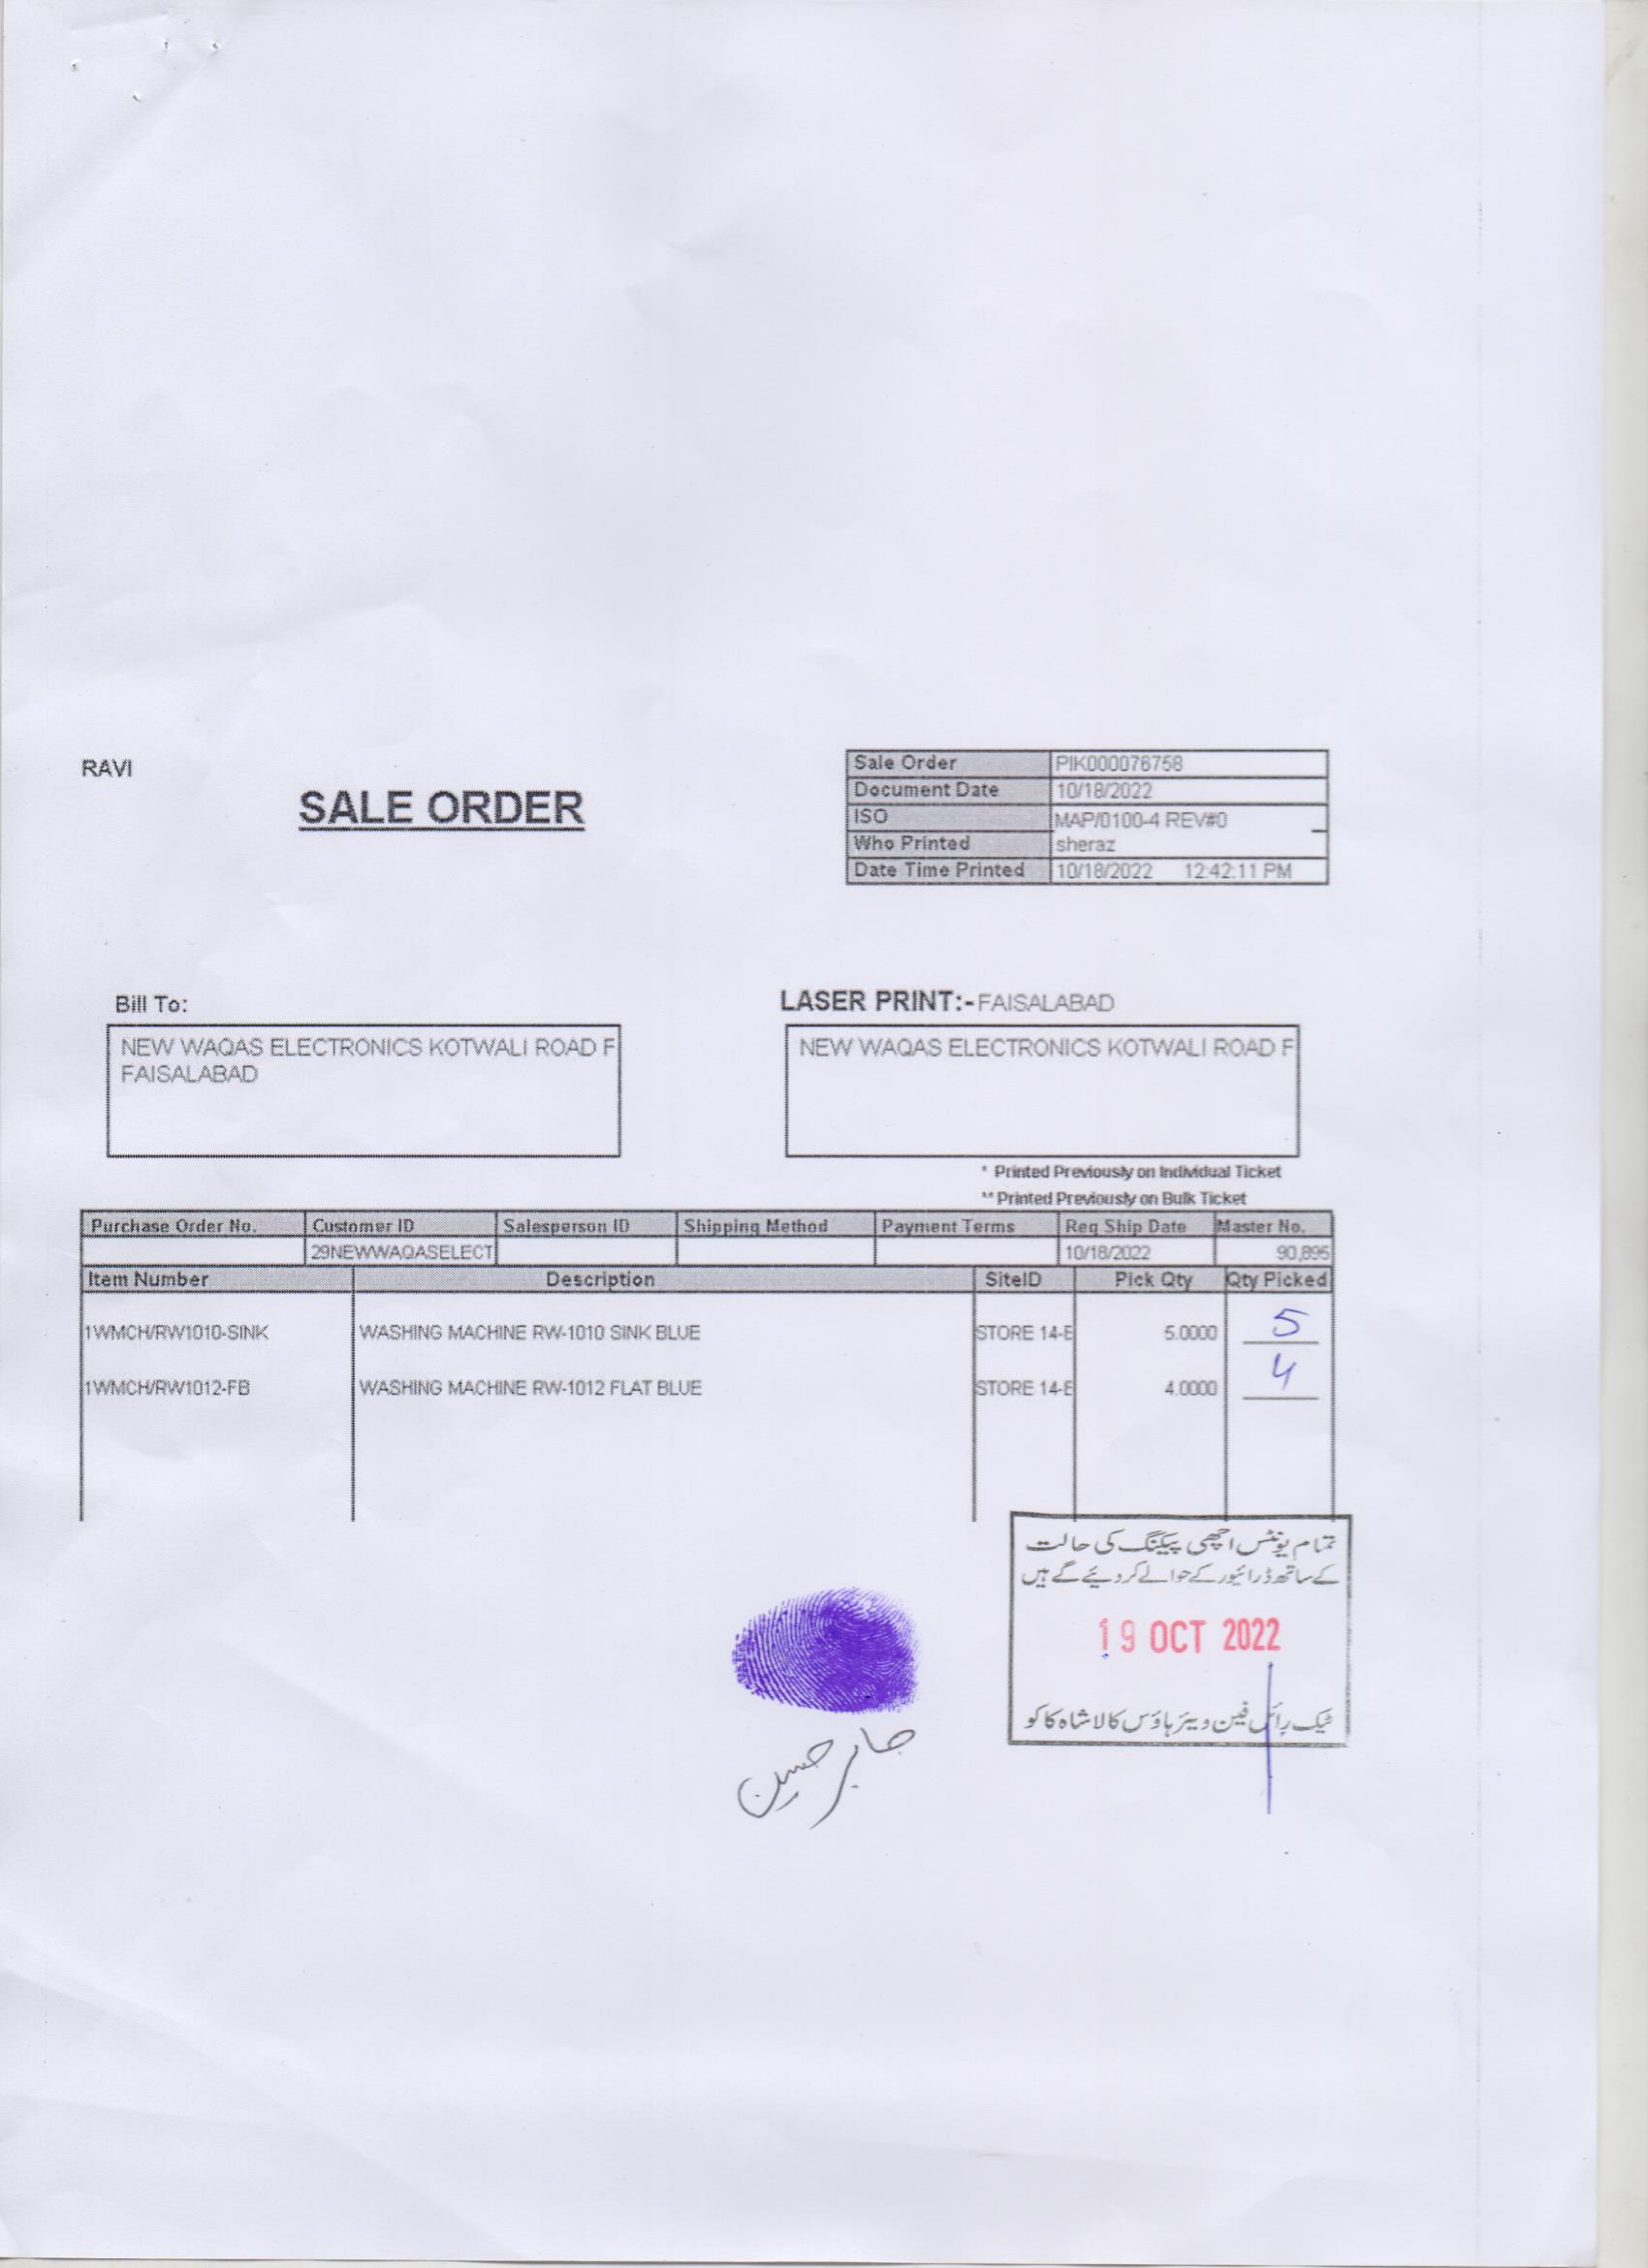 RAVI
SALE ORDER
Sale Order PIK000076758
Document Date 10/18/2022
ISO MAP/0100-4 REV#0
Who Printed sheraz
Date Time Printed 10/18/2022 12:42:11 PM
Bill To:
NEW WAQAS ELECTRONICS KOTWALI ROAD F
FAISALABAD
LASER PRINT:- FAISALABAD
NEW WAQAS ELECTRONICS KOTWALI ROAD F
* Printed Previously on Individual Ticket
** Printed Previously on Bulk Ticket
Purchase Order No. Customer ID Salesperson ID Shipping Method Payment Terms Req Ship Date Master No.
29NEWWAQASELECT 10/18/2022 90,895
Item Number Description SiteID Pick Qty Qty Picked
1WMCH/RW1010-SINK WASHING MACHINE RW-1010 SINK BLUE STORE 14-E 5.0000 5
1WMCH/RW1012-FB WASHING MACHINE RW-1012 FLAT BLUE STORE 14-E 4.0000 4
تمام یونٹس اچھی پیکنگ کی حالت
کے ساتھ ڈرائیور کے حوالے کر دیئے گے ہیں
19 OCT 2022
ٹیک رائس فین ویئر ہاؤس کالا شاہ کاکو
جابر حسین